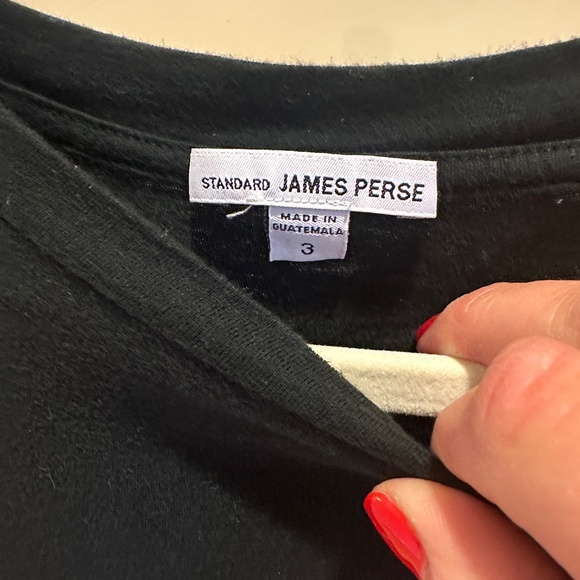 STANDARD JAMES PERSE
MADE IN
GUATEMALA
3